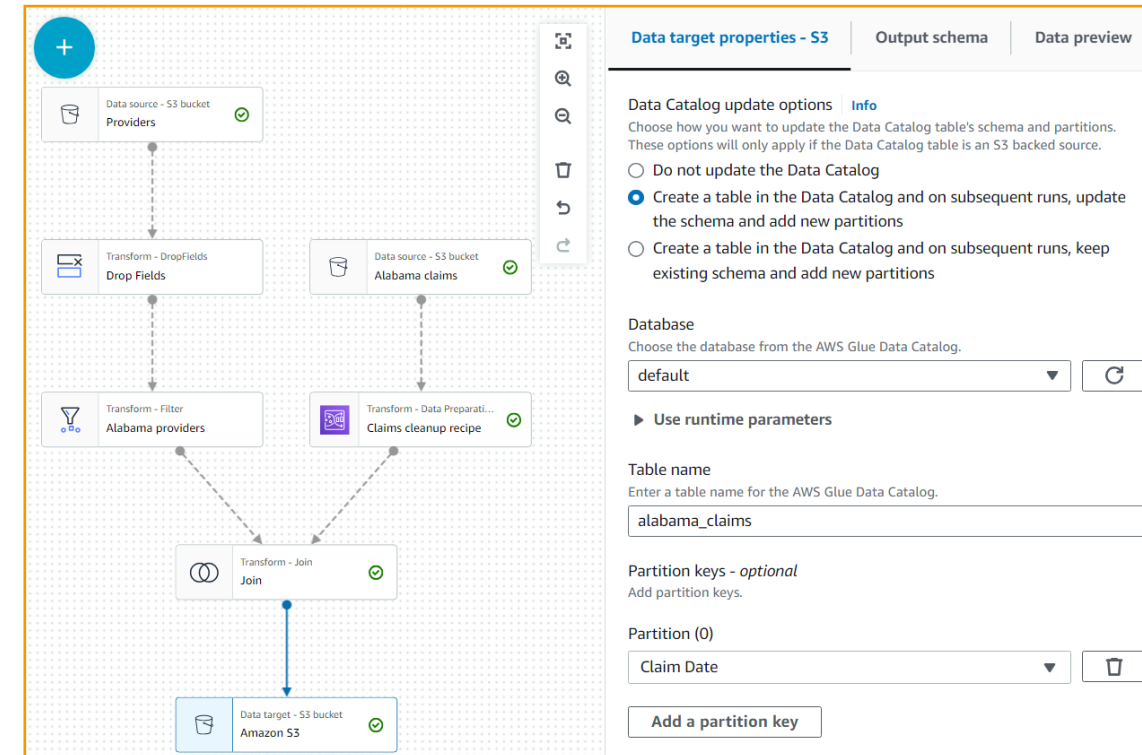 Data source - S3 bucket
Providers
Transform - DropFields
Drop Fields
Data source - S3 bucket
Alabama claims
Transform - Filter
Alabama providers
Transform - Data Preparati...
Claims cleanup recipe
Transform - Join
Join
Data target - S3 bucket
Amazon S3
Data target properties - S3
Output schema
Data preview
Data Catalog update options
Info
Choose how you want to update the Data Catalog table's schema and partitions.
These options will only apply if the Data Catalog table is an S3 backed source.
Do not update the Data Catalog
Create a table in the Data Catalog and on subsequent runs, update
the schema and add new partitions
Create a table in the Data Catalog and on subsequent runs, keep
existing schema and add new partitions
Database
Choose the database from the AWS Glue Data Catalog.
default
Use runtime parameters
Table name
Enter a table name for the AWS Glue Data Catalog.
alabama_claims
Partition keys - optional
Add partition keys.
Partition (0)
Claim Date
Add a partition key